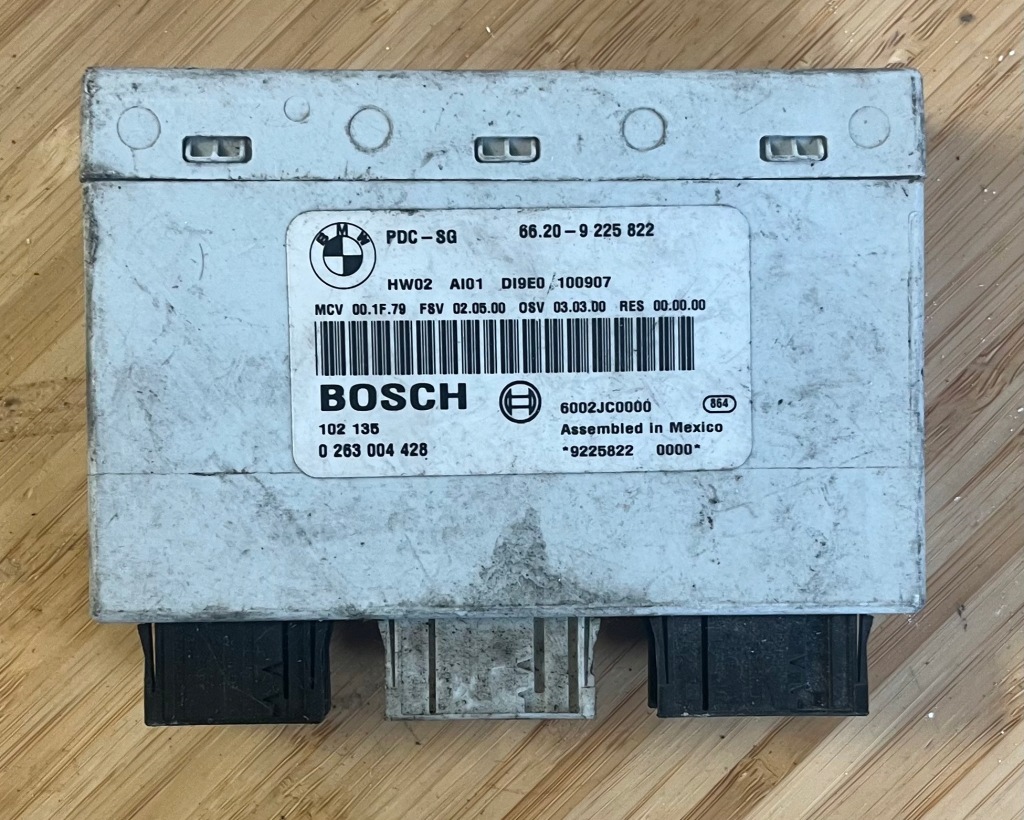 BMW
PDC-SG 66.20-9 225 822
HW02 AI01 DI9E0 100907
MCV 00.1F.79 FSV 02.05.00 OSV 03.03.00 RES 00.00.00
BOSCH
6002JC0000 864
102 135 Assembled in Mexico
0 263 004 428 *9225822 0000*